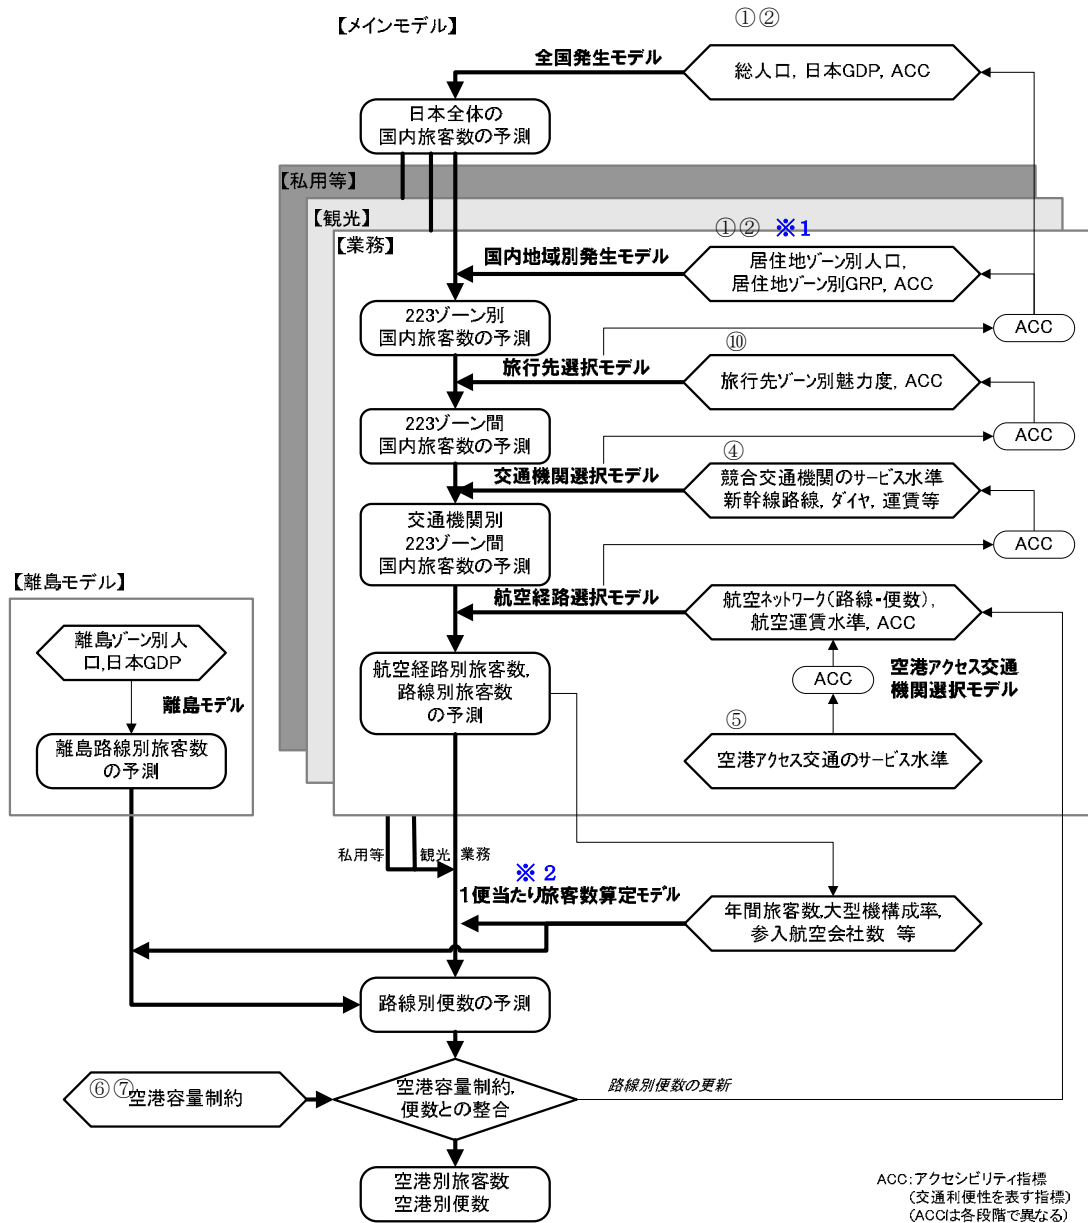 【メインモデル】
①②
全国発生モデル
総人口，日本GDP，ACC
日本全体の
国内旅客数の予測
【私用等】
【観光】
【業務】
①② ※1
国内地域別発生モデル
居住地ゾーン別人口，
居住地ゾーン別GRP，ACC
223ゾーン別
国内旅客数の予測
ACC
⑩
旅行先選択モデル
旅行先ゾーン別魅力度，ACC
223ゾーン間
国内旅客数の予測
ACC
④
交通機関選択モデル
競合交通機関のサービス水準
新幹線路線，ダイヤ，運賃等
交通機関別
223ゾーン間
国内旅客数の予測
ACC
【離島モデル】
離島ゾーン別人
口，日本GDP
離島モデル
離島路線別旅客数
の予測
航空経路選択モデル
航空ネットワーク（路線・便数），
航空運賃水準，ACC
航空経路別旅客数，
路線別旅客数
の予測
ACC
空港アクセス交通
機関選択モデル
⑤
空港アクセス交通のサービス水準
私用等
観光
業務
※2
1便当たり旅客数算定モデル
年間旅客数，大型機構成率，
参入航空会社数 等
路線別便数の予測
⑥⑦空港容量制約
空港容量制約，
便数との整合
路線別便数の更新
空港別旅客数
空港別便数
ACC：アクセシビリティ指標
（交通利便性を表す指標）
（ACCは各段階で異なる）